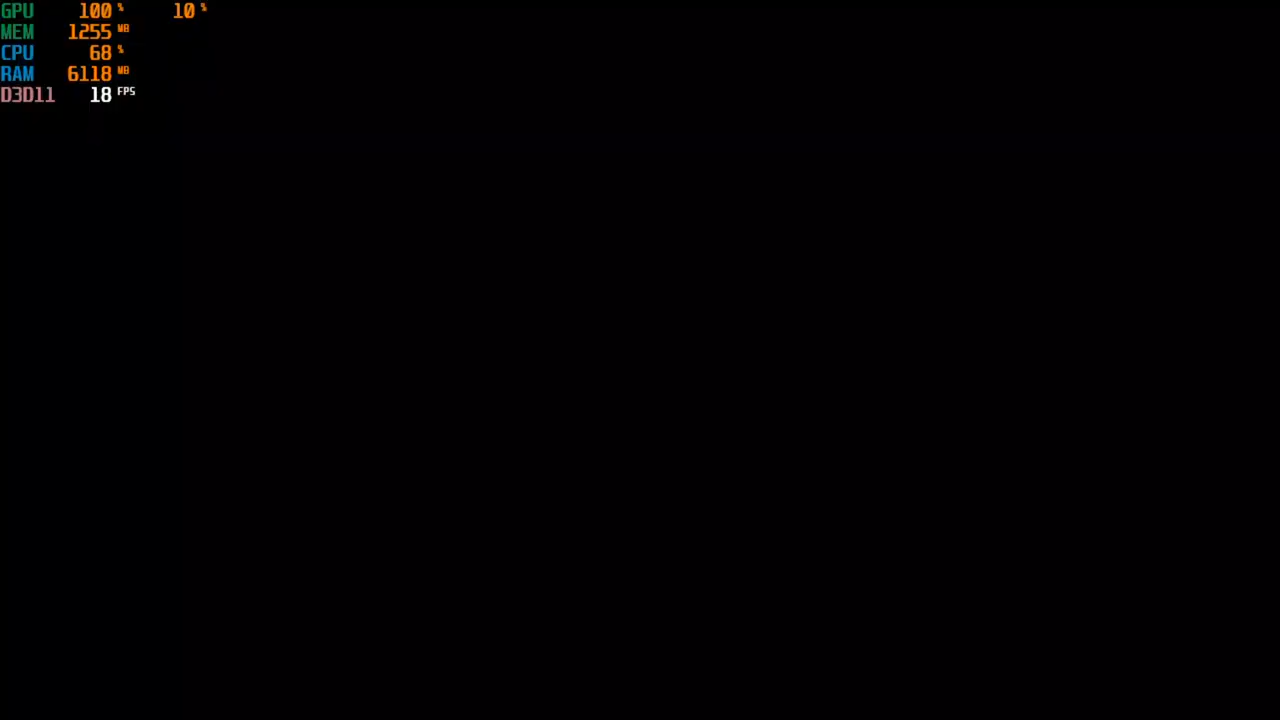 GPU 100 % 10 %
MEM 1255 MB
CPU 68 %
RAM 6118 MB
D3D11 18 FPS